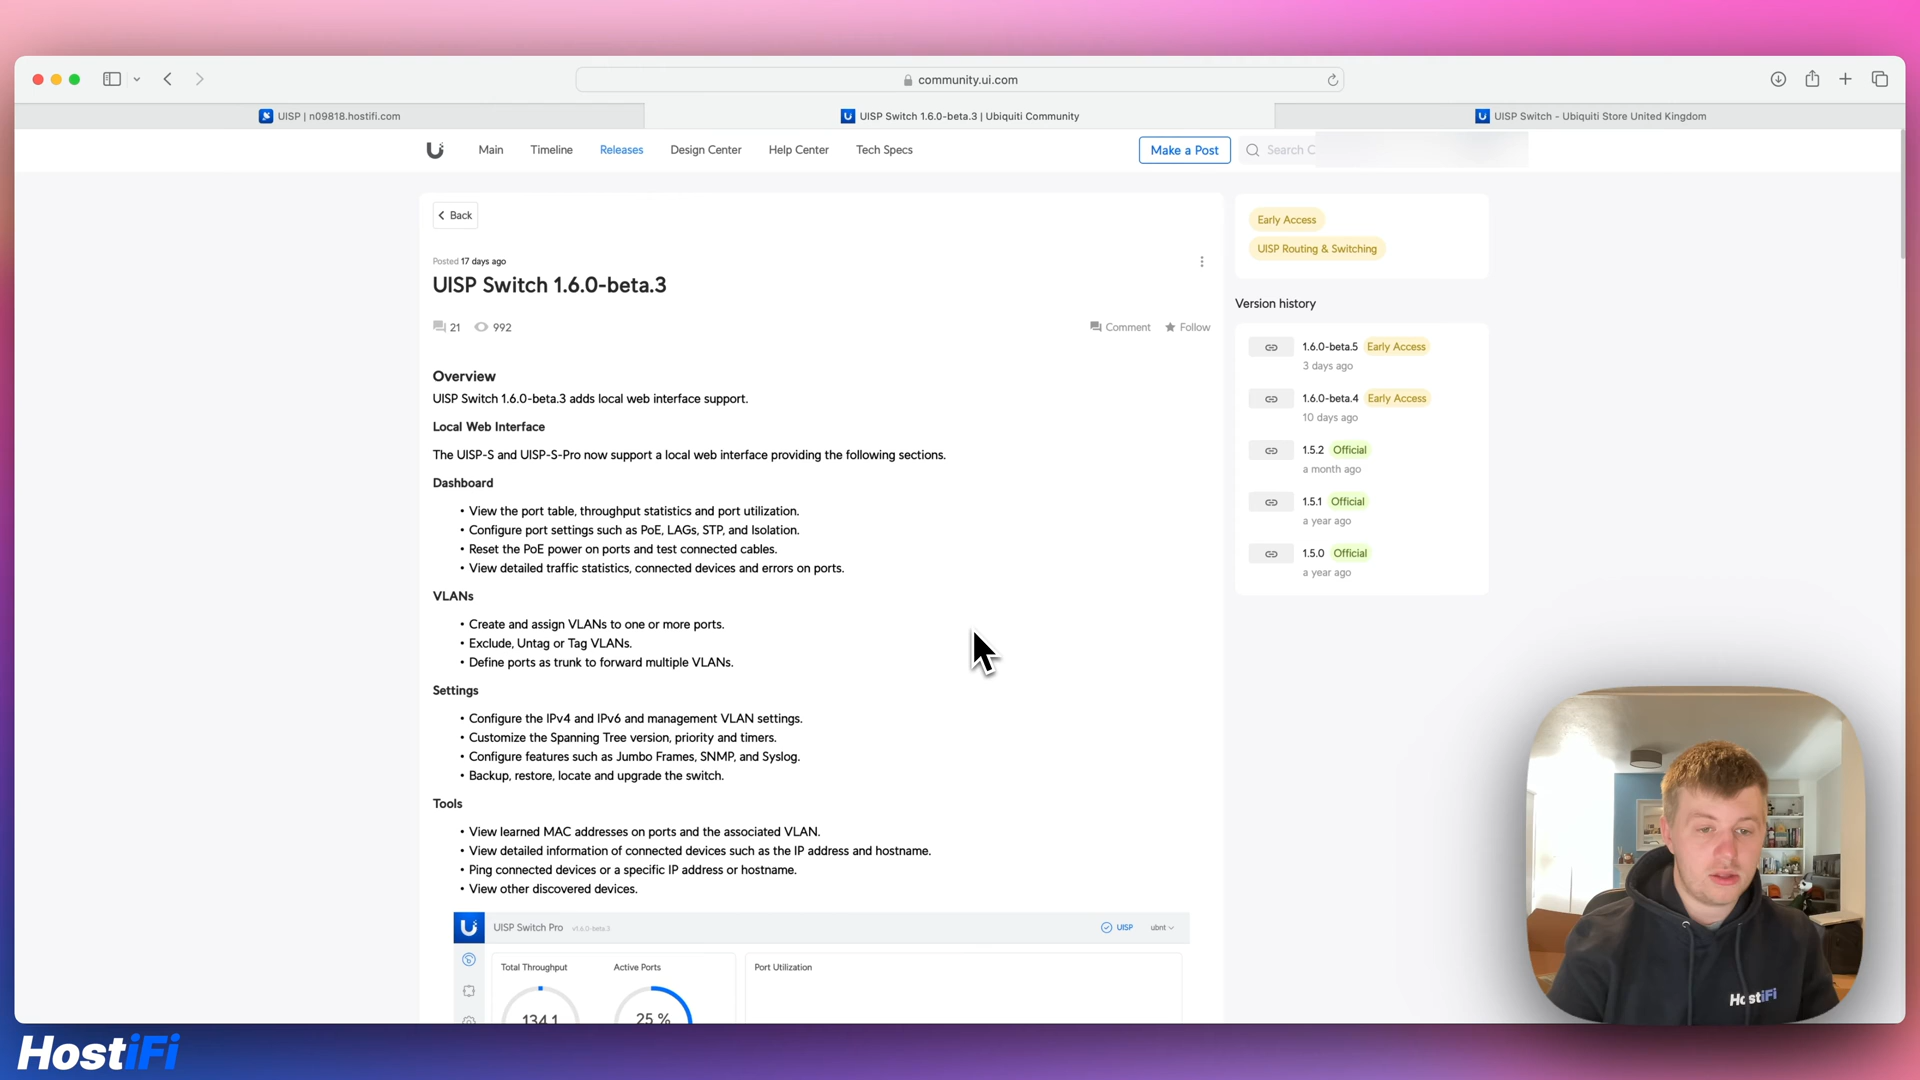 community.ui.com
UISP | n09818.hostifi.com
UISP Switch 1.6.0-beta.3 | Ubiquiti Community
UISP Switch - Ubiquiti Store United Kingdom
Main
Timeline
Releases
Design Center
Help Center
Tech Specs
Make a Post
Search C
Back
Posted 17 days ago
UISP Switch 1.6.0-beta.3
21
992
Comment
Follow
Overview
UISP Switch 1.6.0-beta.3 adds local web interface support.
Local Web Interface
The UISP-S and UISP-S-Pro now support a local web interface providing the following sections.
Dashboard
• View the port table, throughput statistics and port utilization.
• Configure port settings such as PoE, LAGs, STP, and Isolation.
• Reset the PoE power on ports and test connected cables.
• View detailed traffic statistics, connected devices and errors on ports.
VLANs
• Create and assign VLANs to one or more ports.
• Exclude, Untag or Tag VLANs.
• Define ports as trunk to forward multiple VLANs.
Settings
• Configure the IPv4 and IPv6 and management VLAN settings.
• Customize the Spanning Tree version, priority and timers.
• Configure features such as Jumbo Frames, SNMP, and Syslog.
• Backup, restore, locate and upgrade the switch.
Tools
• View learned MAC addresses on ports and the associated VLAN.
• View detailed information of connected devices such as the IP address and hostname.
• Ping connected devices or a specific IP address or hostname.
• View other discovered devices.
UISP Switch Pro v1.6.0-beta.3
UISP
ubnt
Total Throughput
Active Ports
Port Utilization
134.1
25 %
Early Access
UISP Routing & Switching
Version history
1.6.0-beta.5 Early Access
3 days ago
1.6.0-beta.4 Early Access
10 days ago
1.5.2 Official
a month ago
1.5.1 Official
a year ago
1.5.0 Official
a year ago
HostiFi
HostiFi